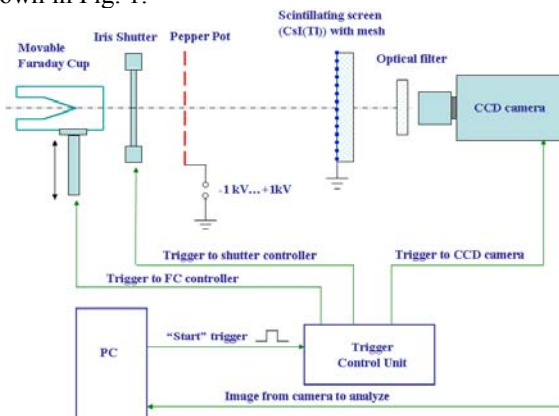 own in Fig. 1.
Scintillating screen
(CsI(Tl)) with mesh
Iris Shutter
Pepper Pot
Movable
Faraday Cup
Optical filter
CCD camera
-1 kV...+1kV
Trigger to shutter controller
Trigger to CCD camera
Trigger to FC controller
PC
“Start” trigger
Trigger
Control Unit
Image from camera to analyze